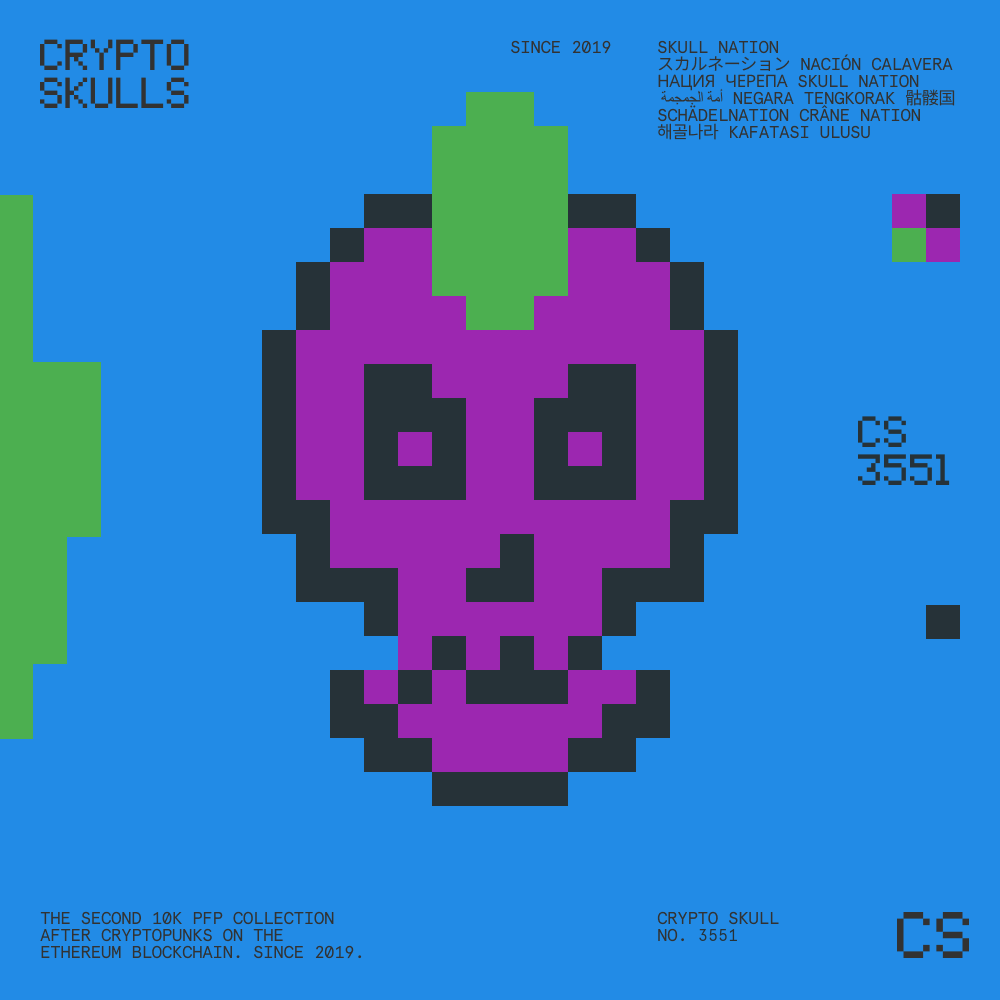 CRYPTO
SKULLS
SINCE 2019
SKULL NATION
スカルネーション NACIÓN CALAVERA
НАЦИЯ ЧЕРЕПА SKULL NATION
أمة الجمجمة NEGARA TENGKORAK 骷髅国
SCHÄDELNATION CRÂNE NATION
해골나라 KAFATASI ULUSU
CS
3551
THE SECOND 10K PFP COLLECTION
AFTER CRYPTOPUNKS ON THE
ETHEREUM BLOCKCHAIN. SINCE 2019.
CRYPTO SKULL
NO. 3551
CS